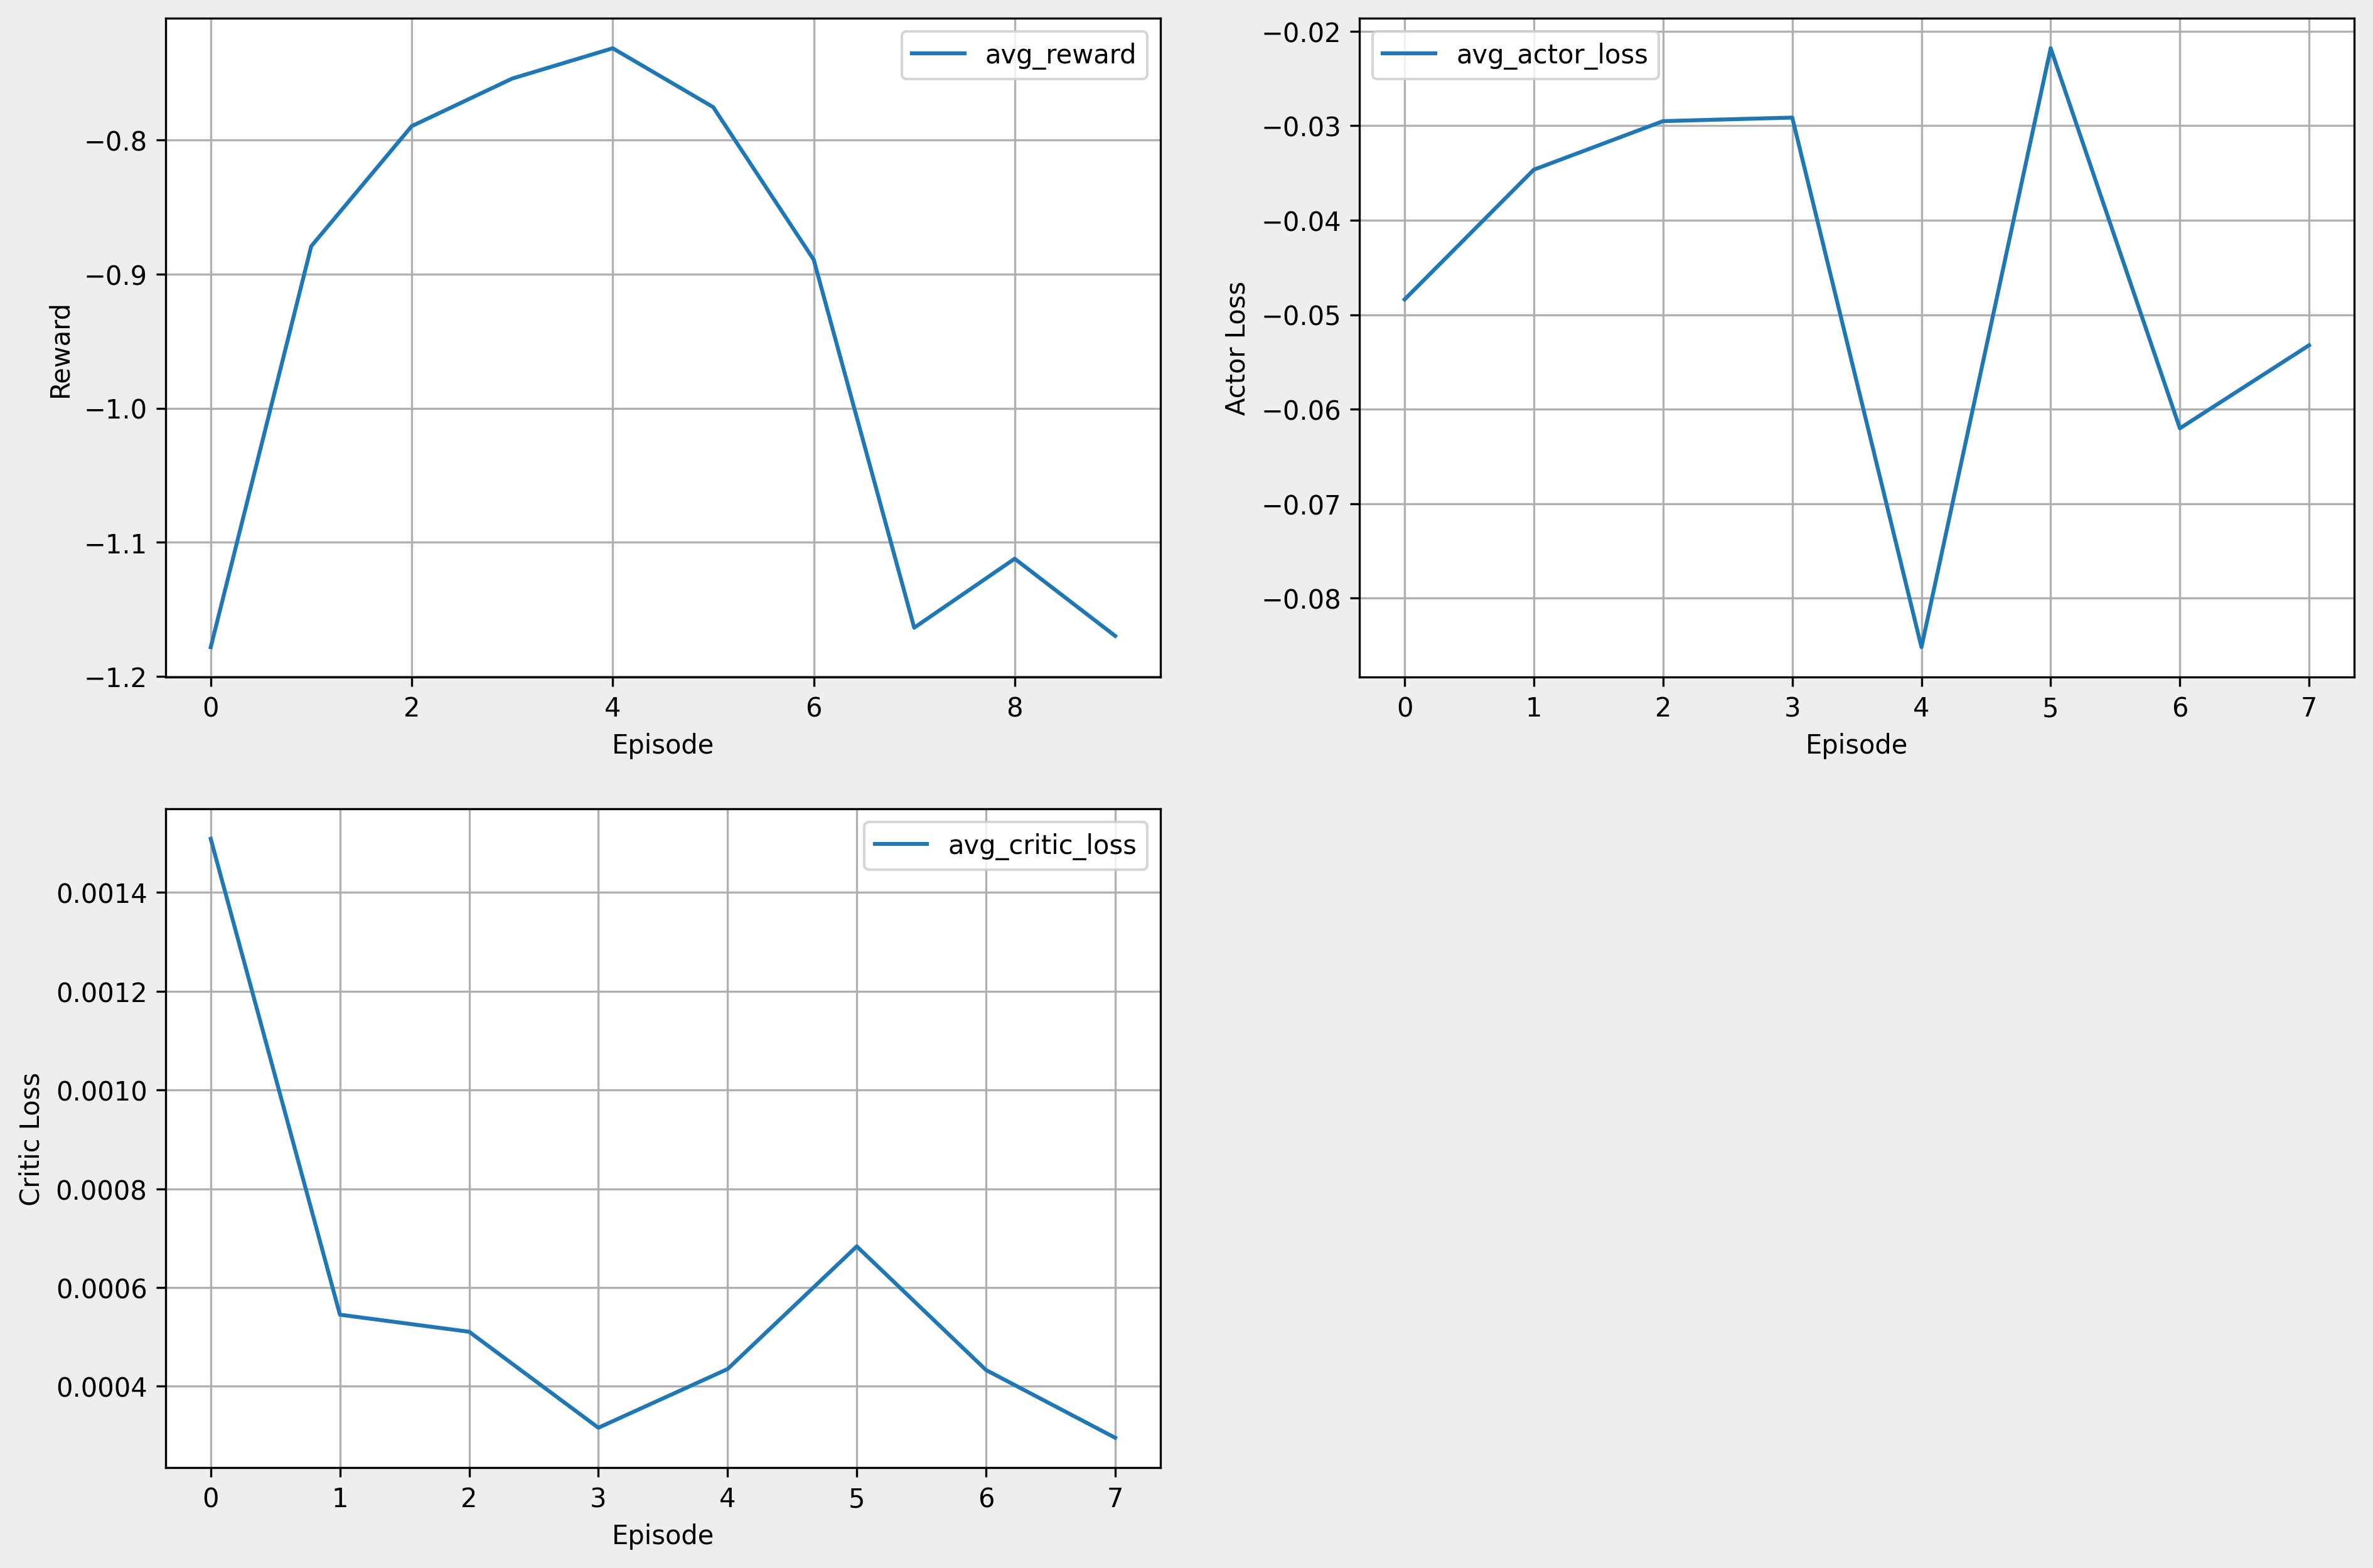 avg_reward
−0.8
−0.9
−1.0
−1.1
−1.2
Reward
0 2 4 6 8
Episode
avg_actor_loss
−0.02
−0.03
−0.04
−0.05
−0.06
−0.07
−0.08
Actor Loss
0 1 2 3 4 5 6 7
Episode
avg_critic_loss
0.0014
0.0012
0.0010
0.0008
0.0006
0.0004
Critic Loss
0 1 2 3 4 5 6 7
Episode